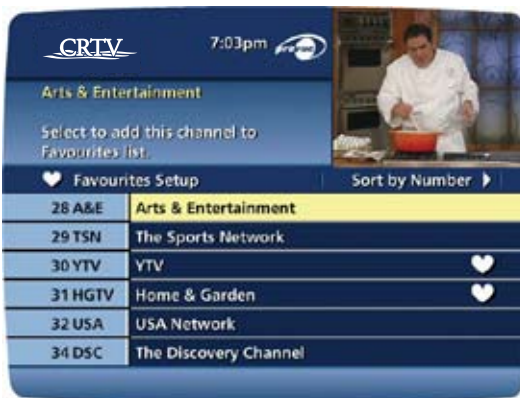 CRTV
7:03pm
Arts & Entertainment
Select to add this channel to
Favourites list.
Favourites Setup
Sort by Number
28 A&E Arts & Entertainment
29 TSN The Sports Network
30 YTV YTV
31 HGTV Home & Garden
32 USA USA Network
34 DSC The Discovery Channel